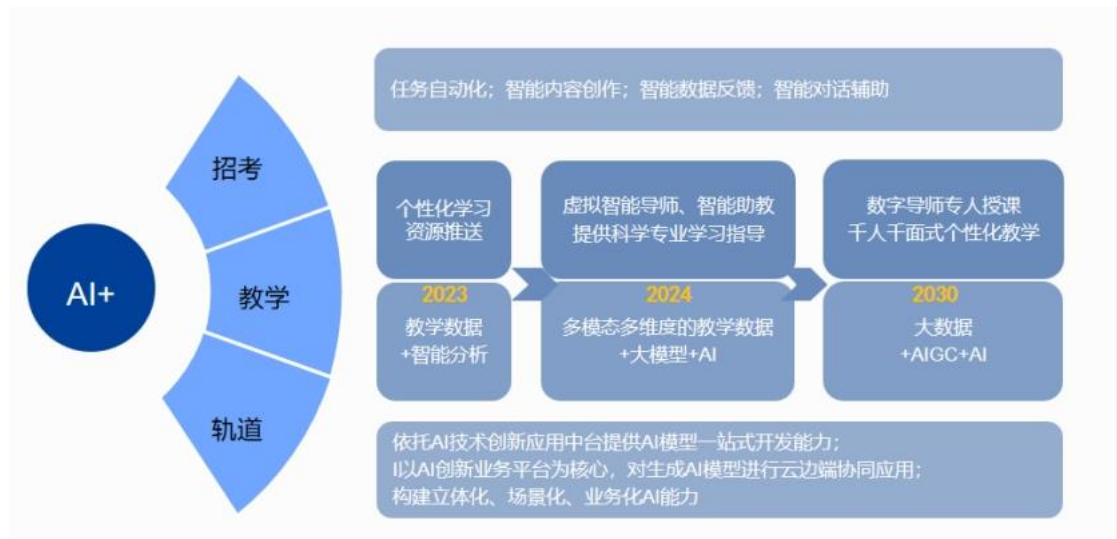 AI+
招考
教学
轨道
任务自动化；智能内容创作；智能数据反馈；智能对话辅助
个性化学习
资源推送
2023
教学数据
+智能分析
虚拟智能导师、智能助教
提供科学专业学习指导
2024
多模态多维度的教学数据
+大模型+AI
数字导师专人授课
千人千面式个性化教学
2030
大数据
+AIGC+AI
依托AI技术创新应用中台提供AI模型一站式开发能力；
I以AI创新业务平台为核心，对生成AI模型进行云边端协同应用；
构建立体化、场景化、业务化AI能力